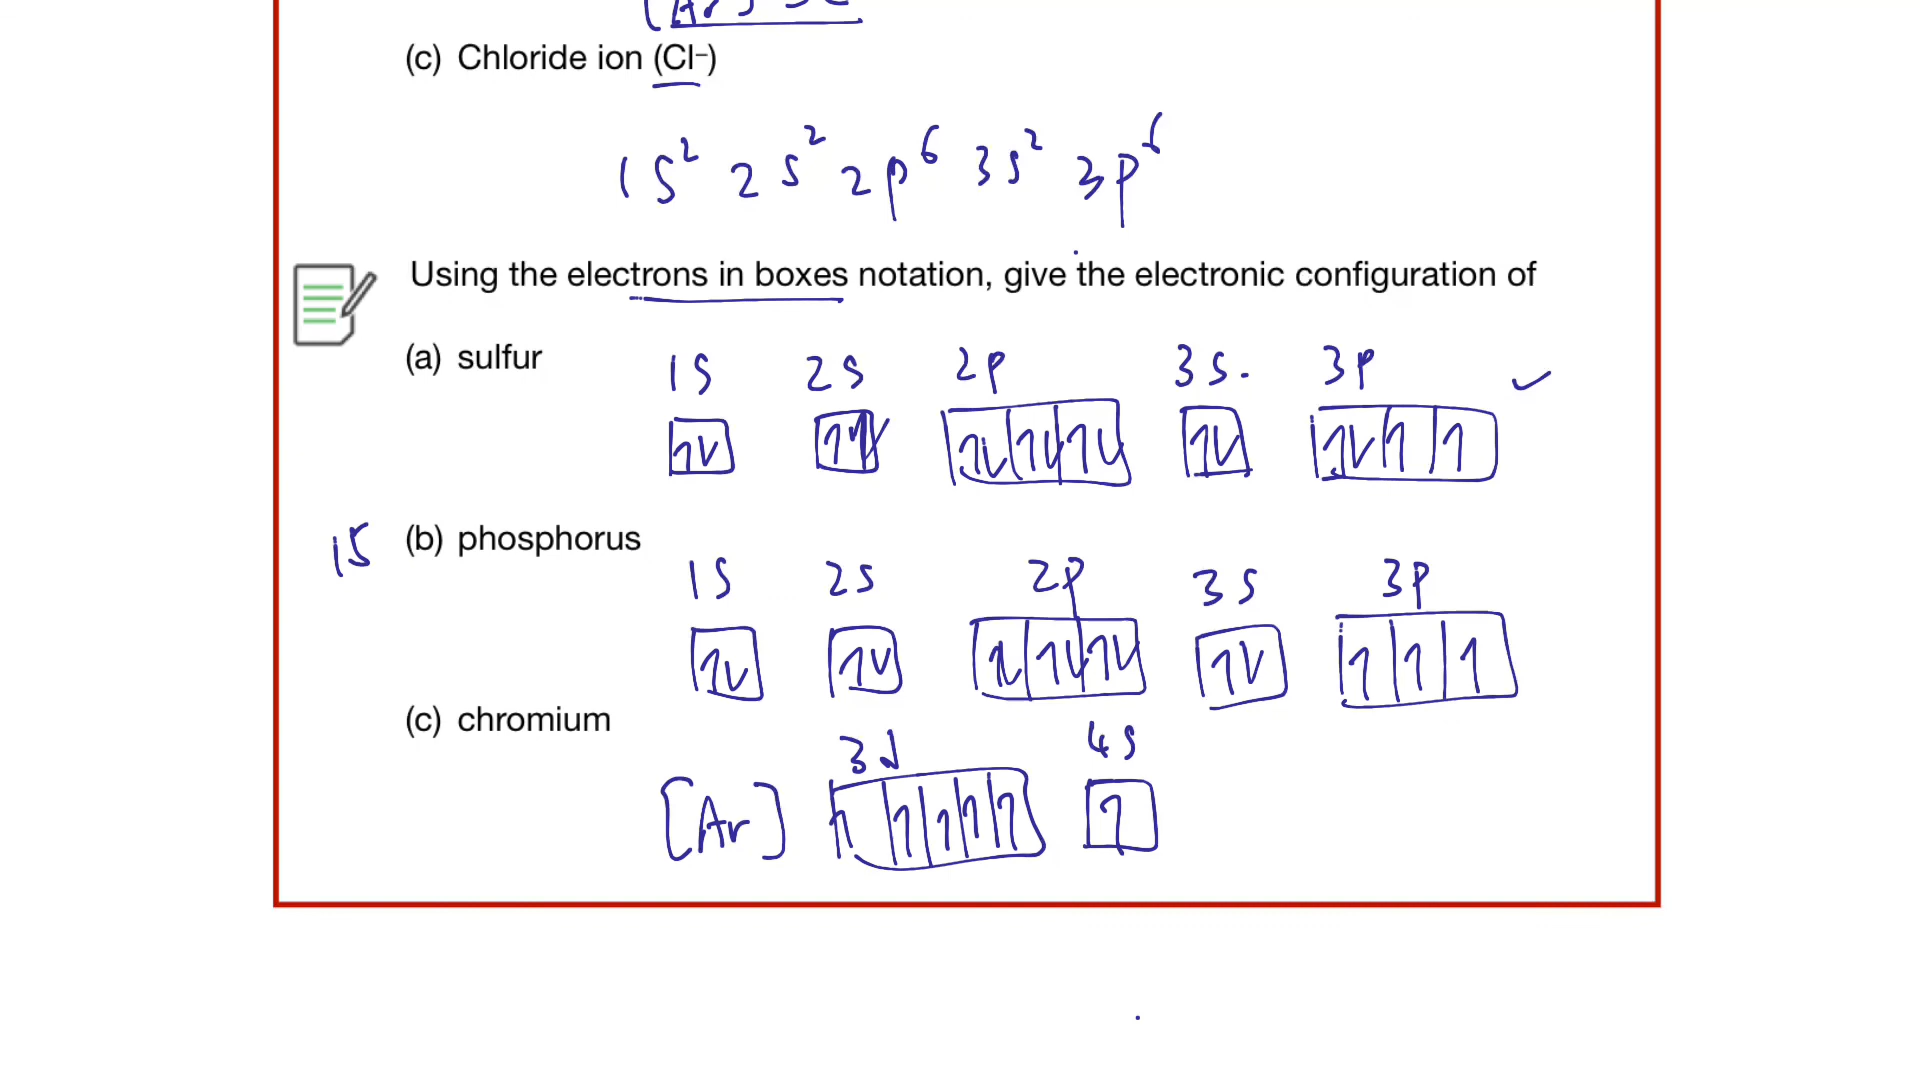 (c) Chloride ion (Cl⁻)
1s² 2s² 2p⁶ 3s² 3p⁶
Using the electrons in boxes notation, give the electronic configuration of
(a) sulfur 1s 2s 2p 3s. 3p
15 (b) phosphorus
1s 2s 2p 3s 3p
(c) chromium
3d 4s
[Ar]